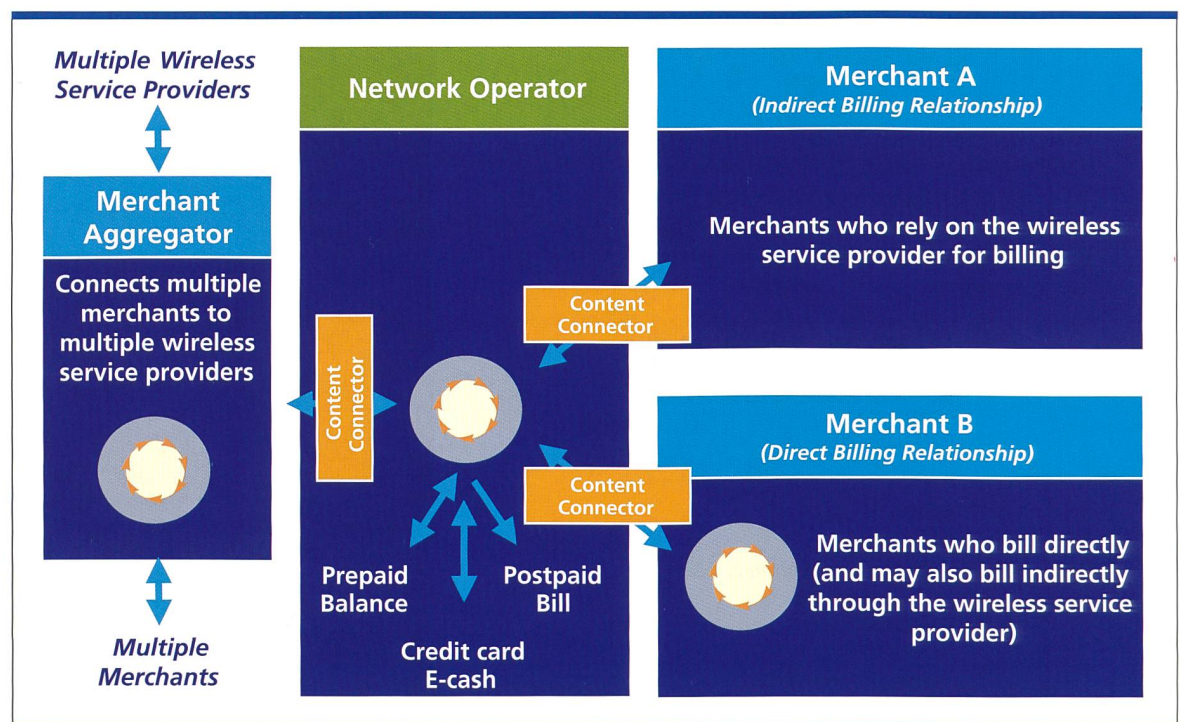 Multiple Wireless
Service Providers
Merchant
Aggregator
Connects multiple
merchants to
multiple wireless
service providers
Multiple
Merchants
Network Operator
Content
Connector
Content
Connector
Content
Connector
Prepaid
Balance
Postpaid
Bill
Credit card
E-cash
Merchant A
(Indirect Billing Relationship)
Merchants who rely on the wireless
service provider for billing
Merchant B
(Direct Billing Relationship)
Merchants who bill directly
(and may also bill indirectly
through the wireless service
provider)